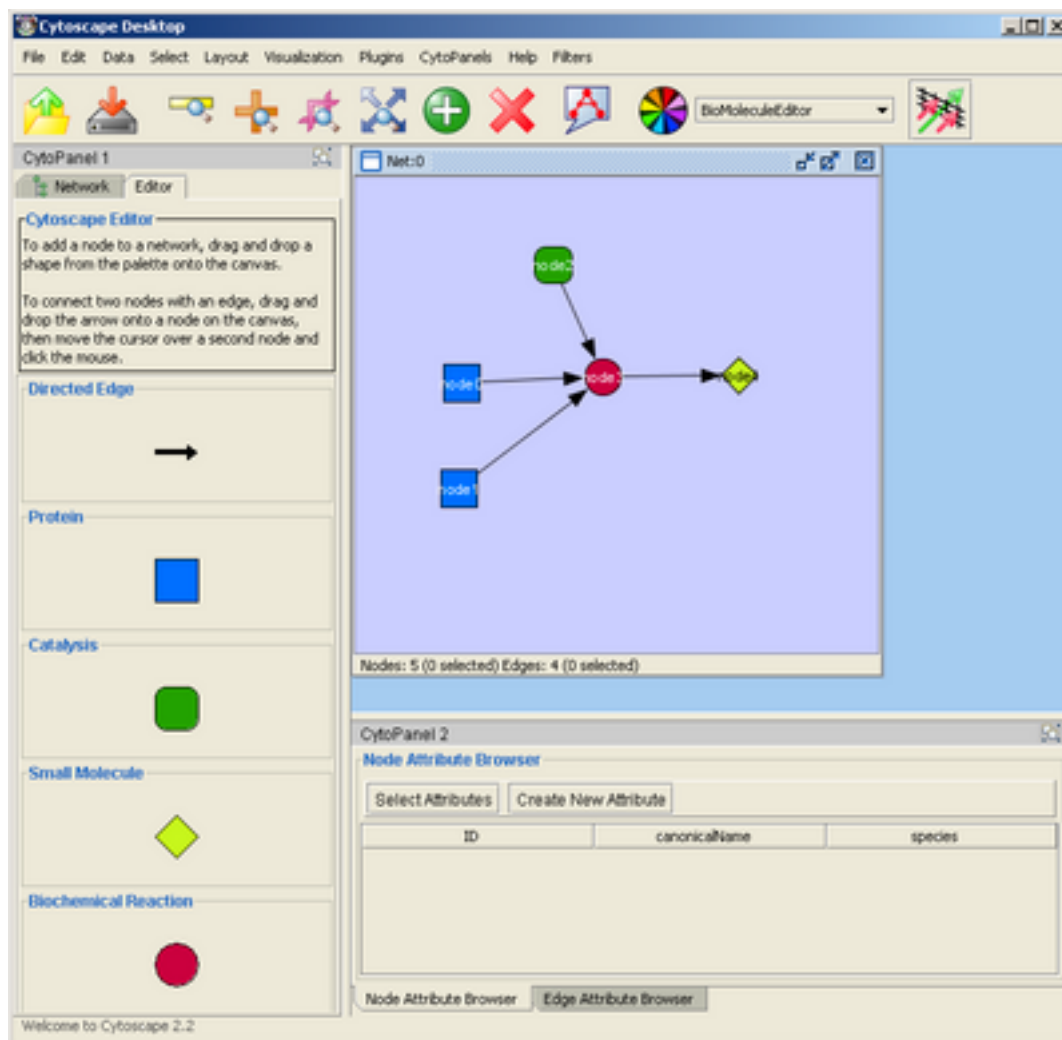 Cytoscape Desktop
File Edit Data Select Layout Visualization Plugins CytoPanels Help Filters
BioMoleculeEditor
CytoPanel 1
Network Editor
Cytoscape Editor
To add a node to a network, drag and drop a
shape from the palette onto the canvas.
To connect two nodes with an edge, drag and
drop the arrow onto a node on the canvas,
then move the cursor over a second node and
click the mouse.
Directed Edge
Protein
Catalysis
Small Molecule
Biochemical Reaction
Net:0
node2
node0
node3
node1
Nodes: 5 (0 selected) Edges: 4 (0 selected)
CytoPanel 2
Node Attribute Browser
Select Attributes Create New Attribute
ID canonicalName species
Node Attribute Browser Edge Attribute Browser
Welcome to Cytoscape 2.2